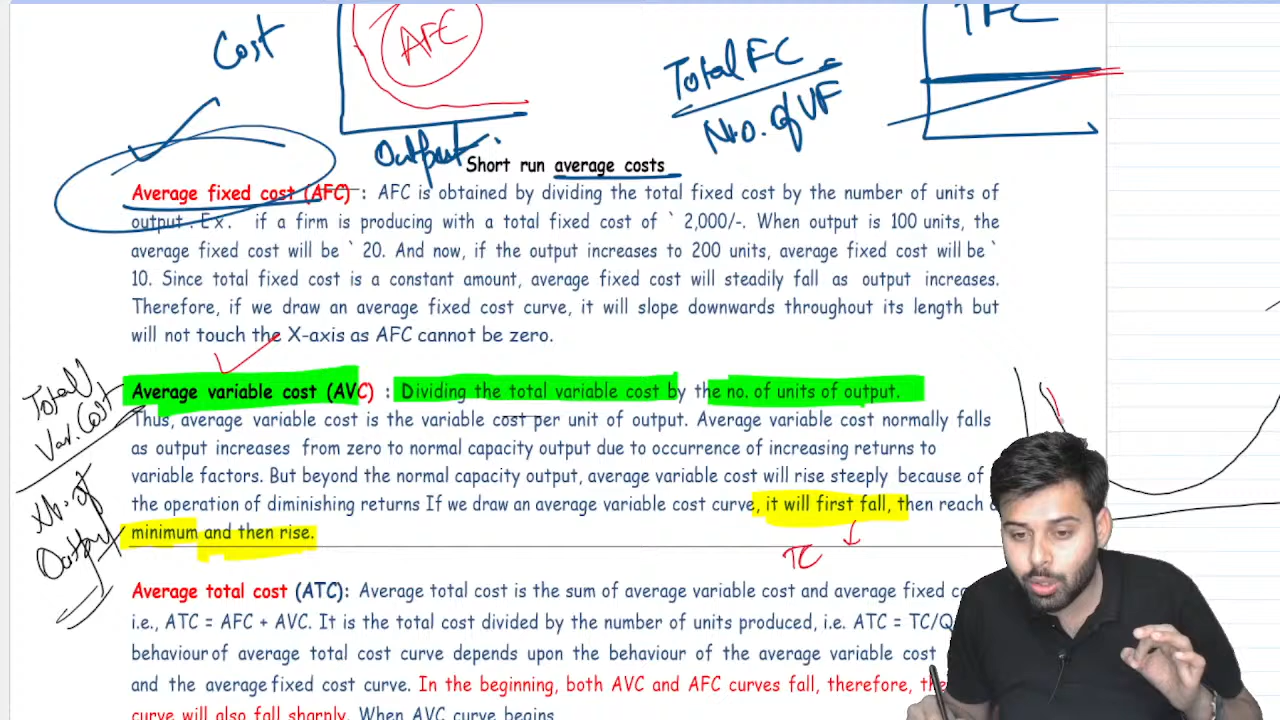 Cost
AFC
Output
Total FC
No. of VF
TFC
Short run average costs
Average fixed cost (AFC) : AFC is obtained by dividing the total fixed cost by the number of units of
output . Ex. if a firm is producing with a total fixed cost of ` 2,000/-. When output is 100 units, the
average fixed cost will be ` 20. And now, if the output increases to 200 units, average fixed cost will be `
10. Since total fixed cost is a constant amount, average fixed cost will steadily fall as output increases.
Therefore, if we draw an average fixed cost curve, it will slope downwards throughout its length but
will not touch the X-axis as AFC cannot be zero.
Total
Var. Cost
No. of
Output
Average variable cost (AVC) : Dividing the total variable cost by the no. of units of output.
Thus, average variable cost is the variable cost per unit of output. Average variable cost normally falls
as output increases from zero to normal capacity output due to occurrence of increasing returns to
variable factors. But beyond the normal capacity output, average variable cost will rise steeply because of
the operation of diminishing returns If we draw an average variable cost curve, it will first fall, then reach
minimum and then rise.
TC
Average total cost (ATC): Average total cost is the sum of average variable cost and average fixed
i.e., ATC = AFC + AVC. It is the total cost divided by the number of units produced, i.e. ATC = TC/Q
behaviour of average total cost curve depends upon the behaviour of the average variable cost
and the average fixed cost curve. In the beginning, both AVC and AFC curves fall, therefore,
curve will also fall sharply. When AVC curve begins